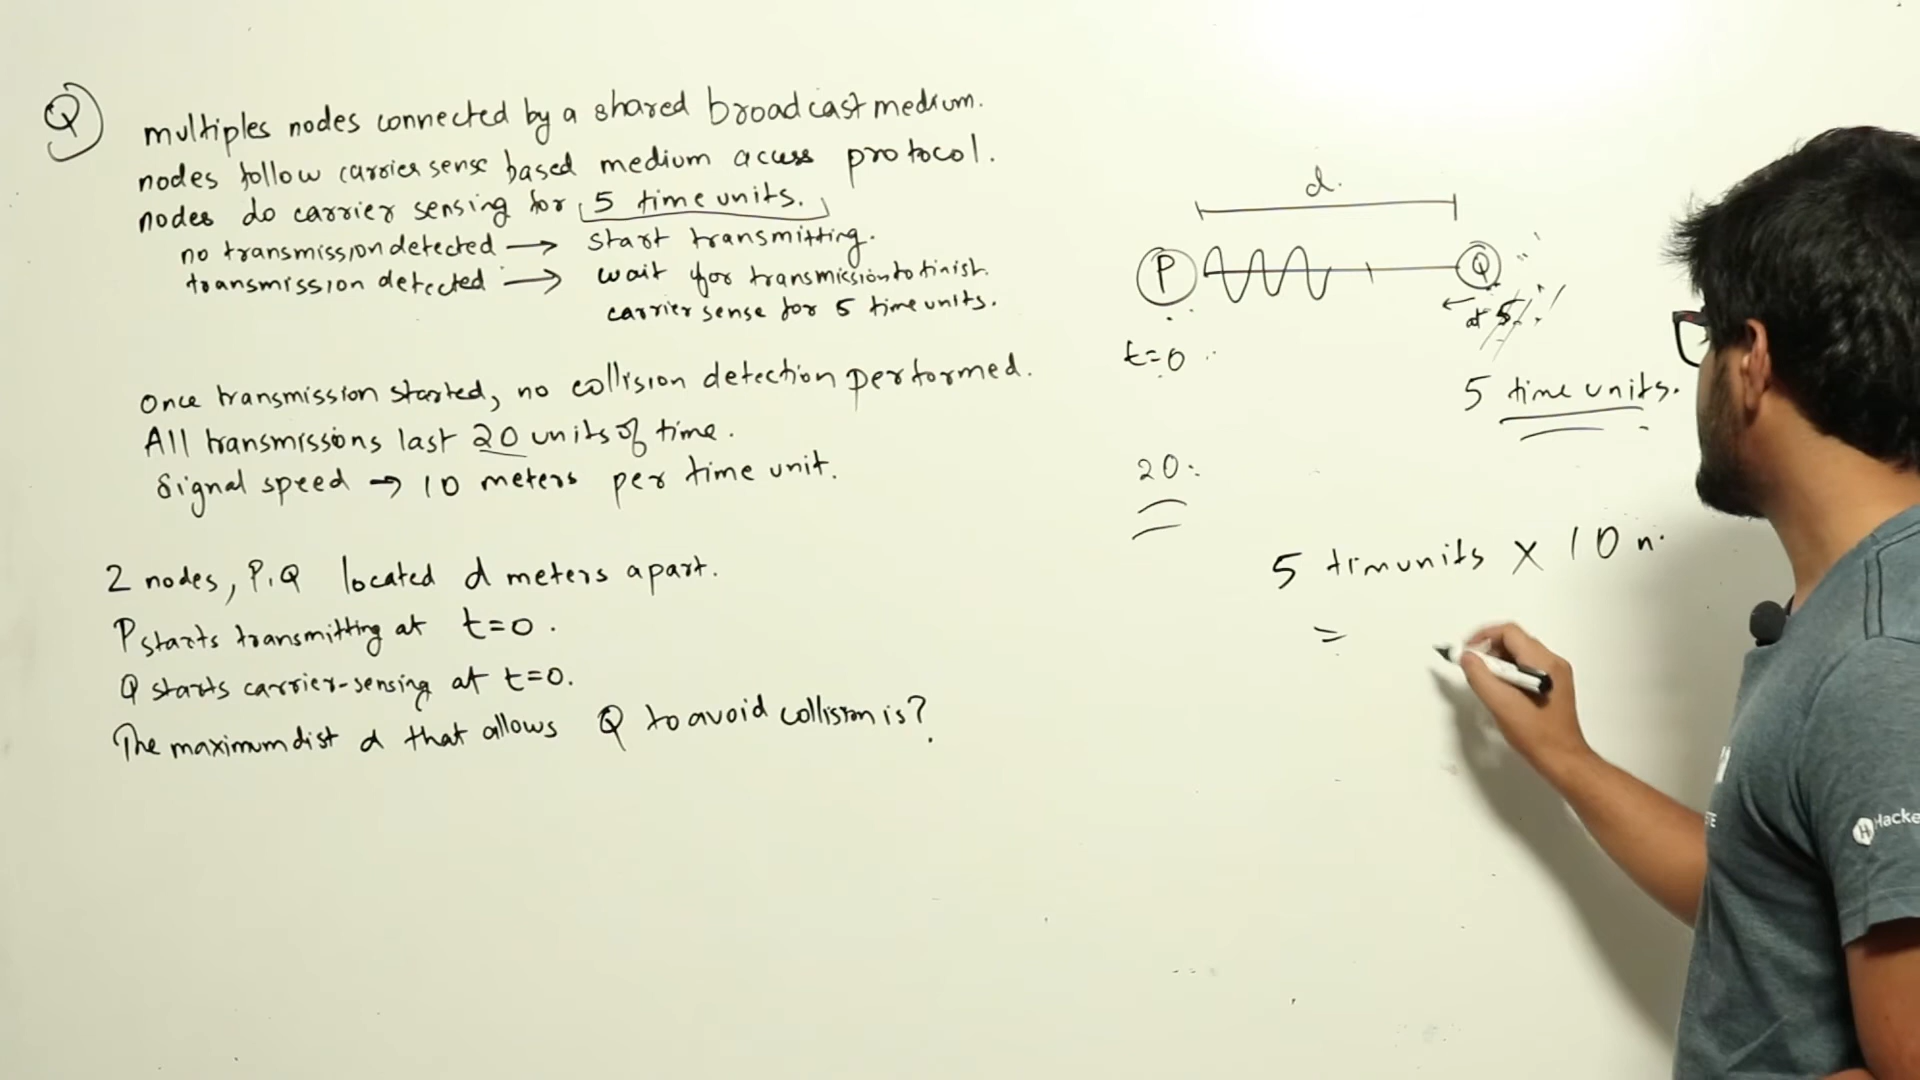 Q
multiples nodes connected by a shared broadcast medium.
nodes follow carrier sense based medium access protocol.
nodes do carrier sensing for 5 time units.
no transmission detected → start transmitting.
transmission detected → wait for transmission to finish.
carrier sense for 5 time units.
Once transmission started, no collision detection performed.
All transmissions last 20 units of time.
Signal speed → 10 meters per time unit.
2 nodes, P, Q located d meters apart.
P starts transmitting at t=0.
Q starts carrier-sensing at t=0.
The maximum dist d that allows Q to avoid collision is?
d.
P Q
← at 5
t=0
5 time units.
20
5 timunits × 10 
=
Hacke